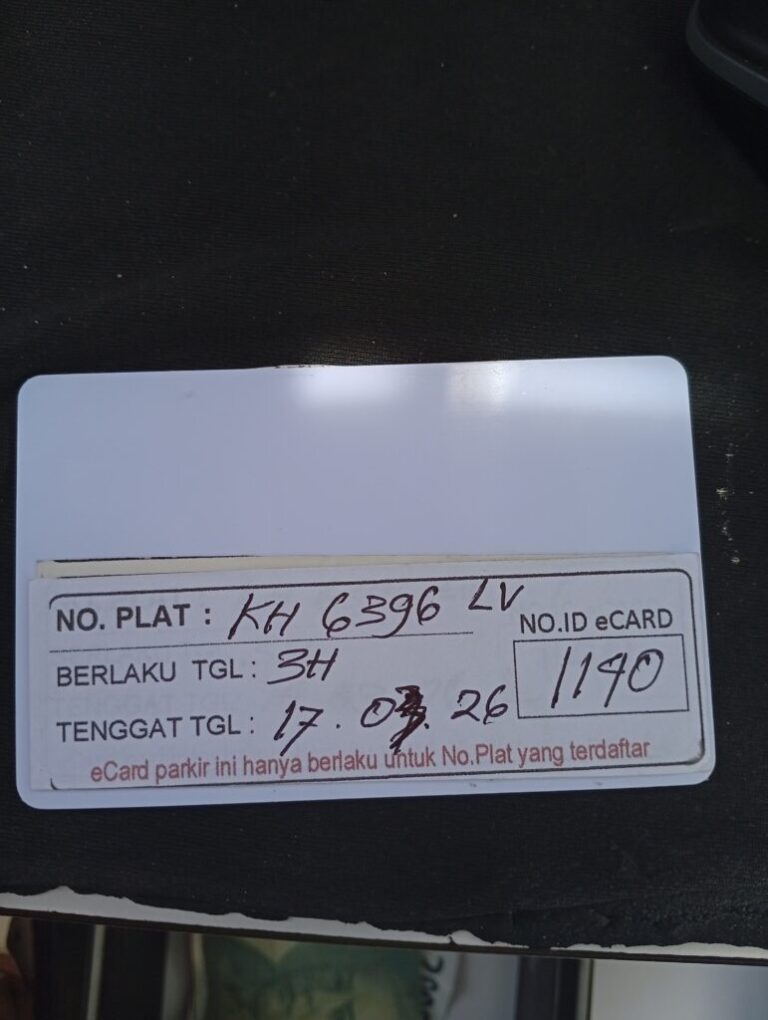 NO. PLAT : KH 6396 LV
NO.ID eCARD
BERLAKU TGL : 3H
1190
TENGGAT TGL : 17 . 03 . 26
eCard parkir ini hanya berlaku untuk No.Plat yang terdaftar